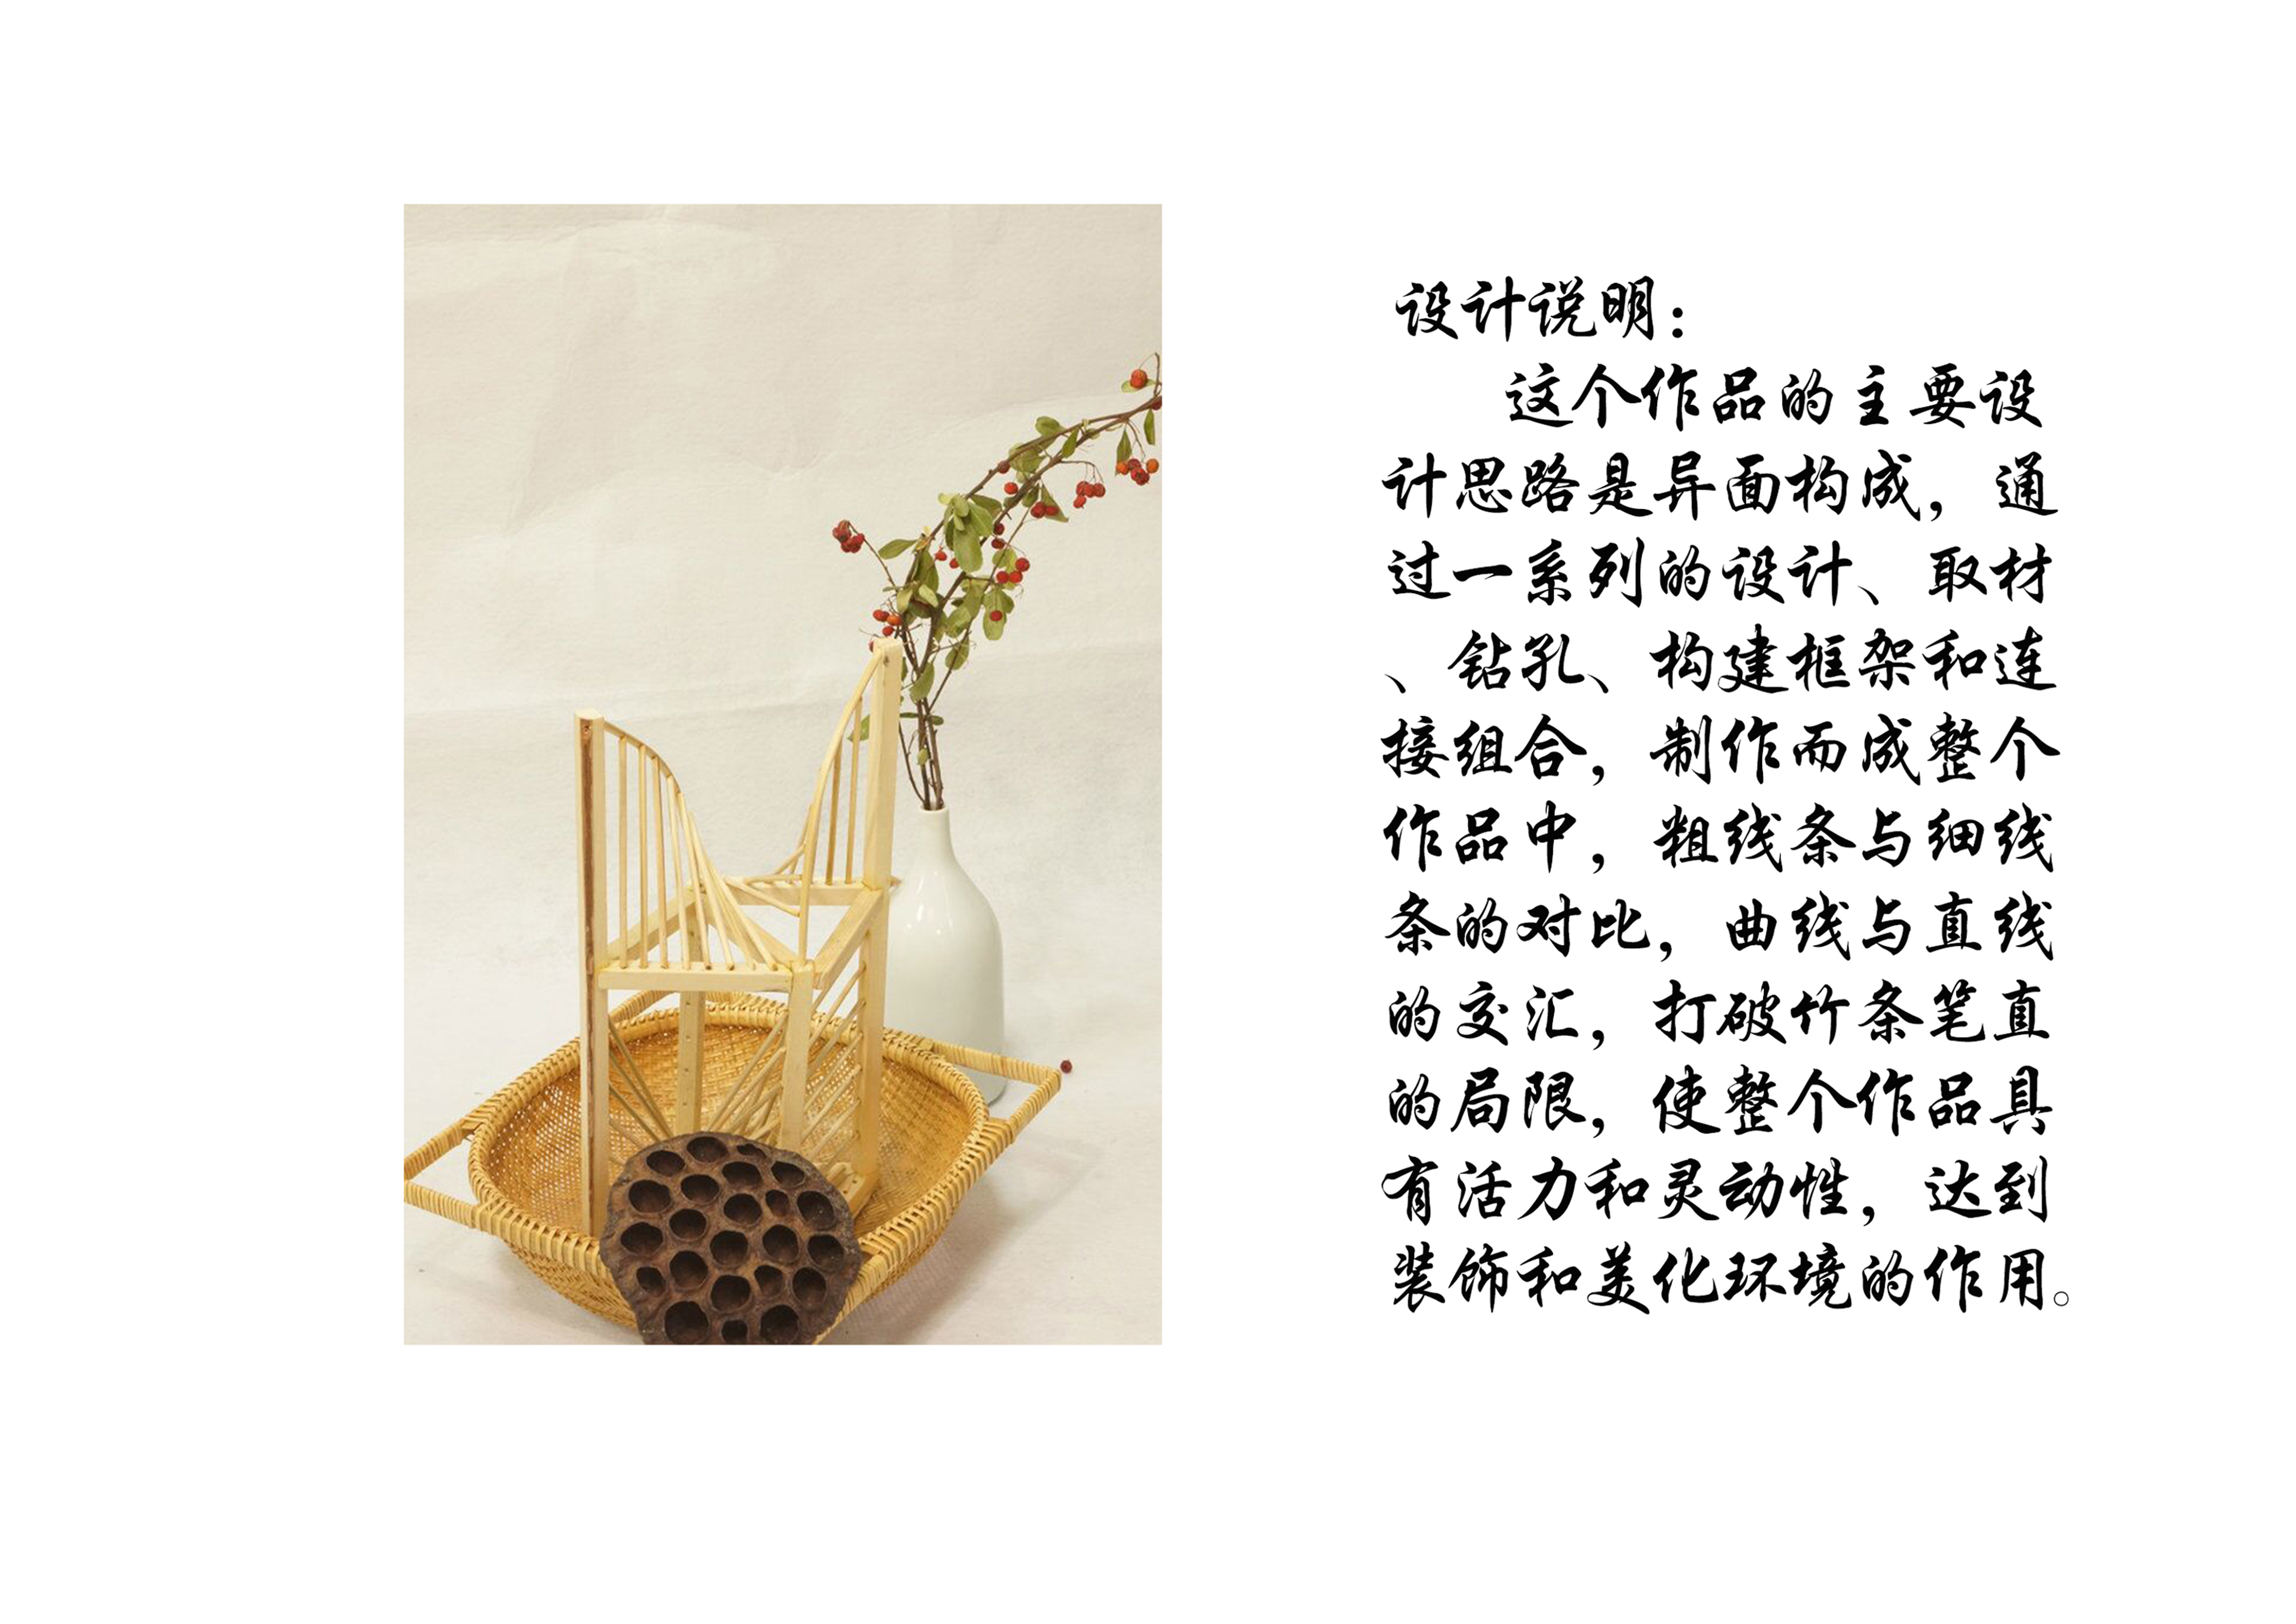 设计说明：
这个作品的主要设
计思路是异面构成，通
过一系列的设计、取材
、钻孔、构建框架和连
接组合，制作而成整个
作品中，粗线条与细线
条的对比，曲线与直线
的交汇，打破竹条笔直
的局限，使整个作品具
有活力和灵动性，达到
装饰和美化环境的作用。